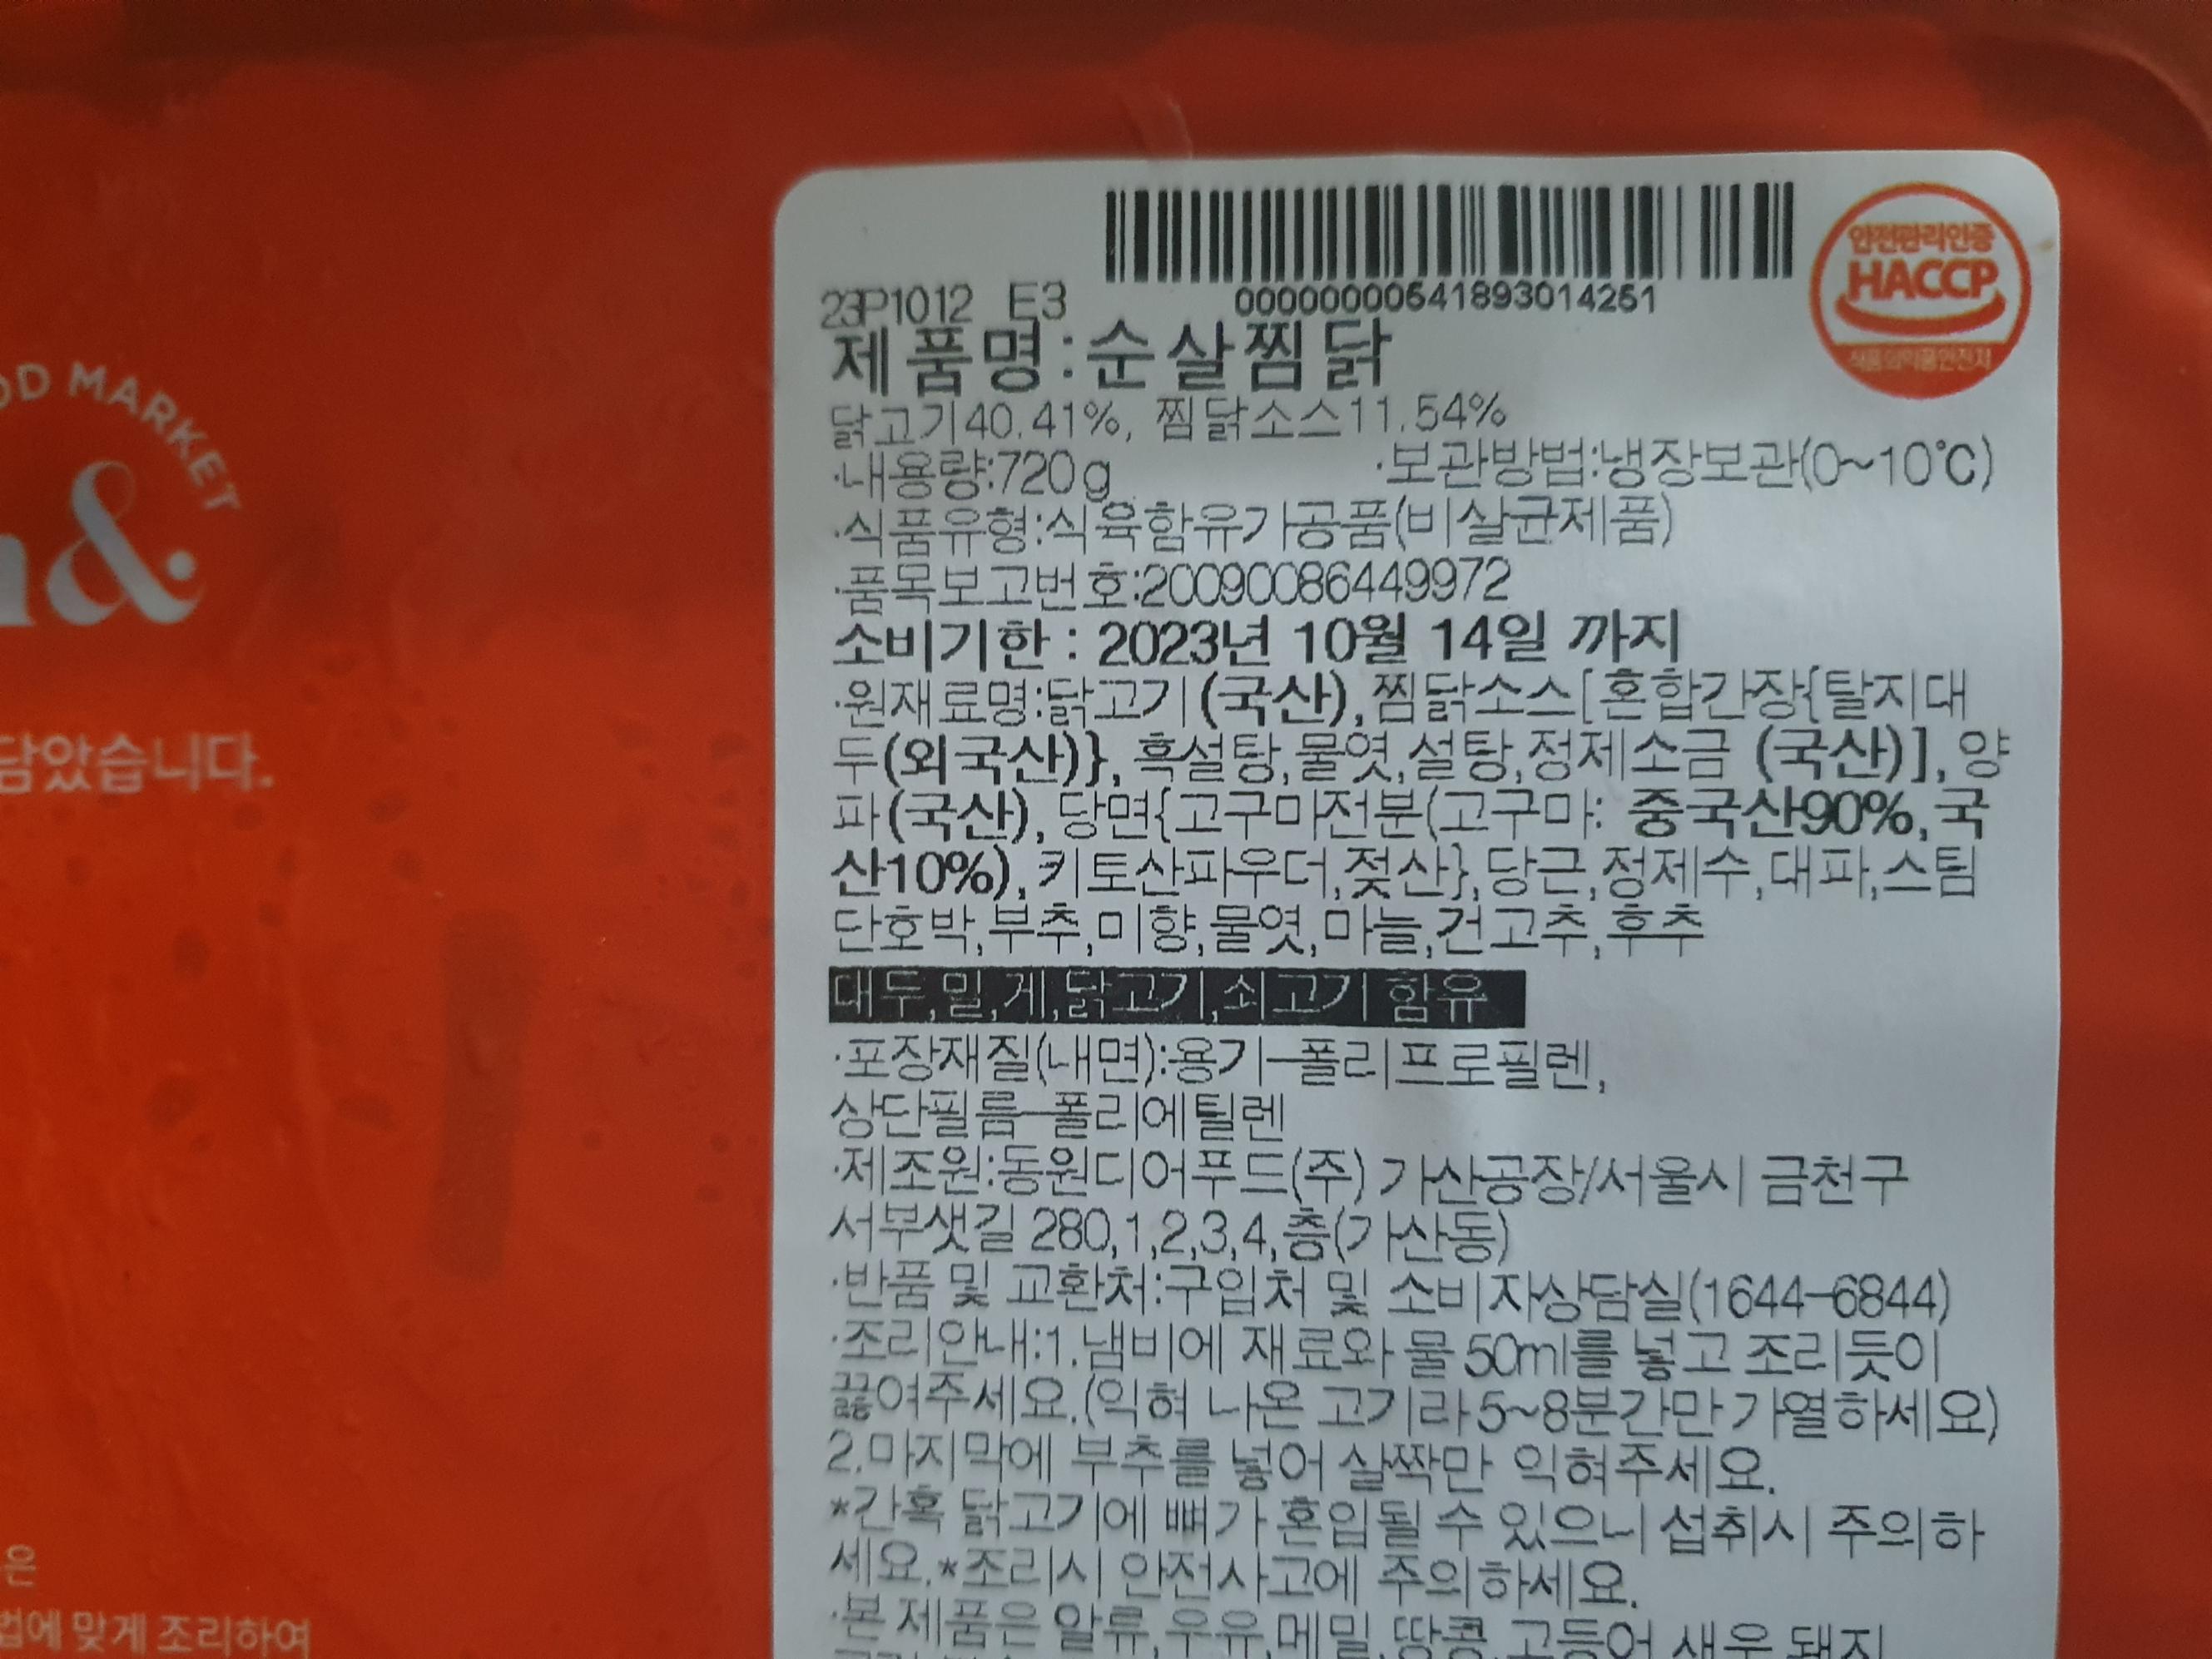 OD MARKET
&
담았습니다.
은
법에 맞게 조리하여
안전관리인증
HACCP
식품의약품안전처
23P1012 E3
000000000541893014251
제품명:순살찜닭
닭고기40.41%, 찜닭소스11.54%
·내용량:720g ·보관방법:냉장보관(0~10℃)
·식품유형:식육함유가공품(비살균제품)
·품목보고번호:20090086449972
소비기한 : 2023년 10월 14일 까지
·원재료명:닭고기(국산),찜닭소스[혼합간장{탈지대
두(외국산)},흑설탕,물엿,설탕,정제소금 (국산)],양
파(국산),당면{고구마전분(고구마: 중국산90%,국
산10%),키토산파우더,젖산},당근,정제수,대파,스팀
단호박,부추,미향,물엿,마늘,건고추,후추
대두,밀,게,닭고기,쇠고기 함유
·포장재질(내면):용기-폴리프로필렌,
상단필름-폴리에틸렌
·제조원:동원디어푸드(주) 가산공장/서울시 금천구
서부샛길 280,1,2,3,4,층(가산동)
·반품 및 교환처:구입처 및 소비자상담실(1644-6844)
·조리안내:1.냄비에 재료와 물 50ml를 넣고 조리듯이
끓여주세요.(익혀 나온 고기라 5~8분간만 가열하세요)
2.마지막에 부추를 넣어 살짝만 익혀주세요.
*간혹 닭고기에 뼈가 혼입될 수 있으니 섭취시 주의하
세요.*조리시 안전사고에 주의하세요.
·본 제품은 알류,우유,메밀,땅콩,고등어,새우,돼지